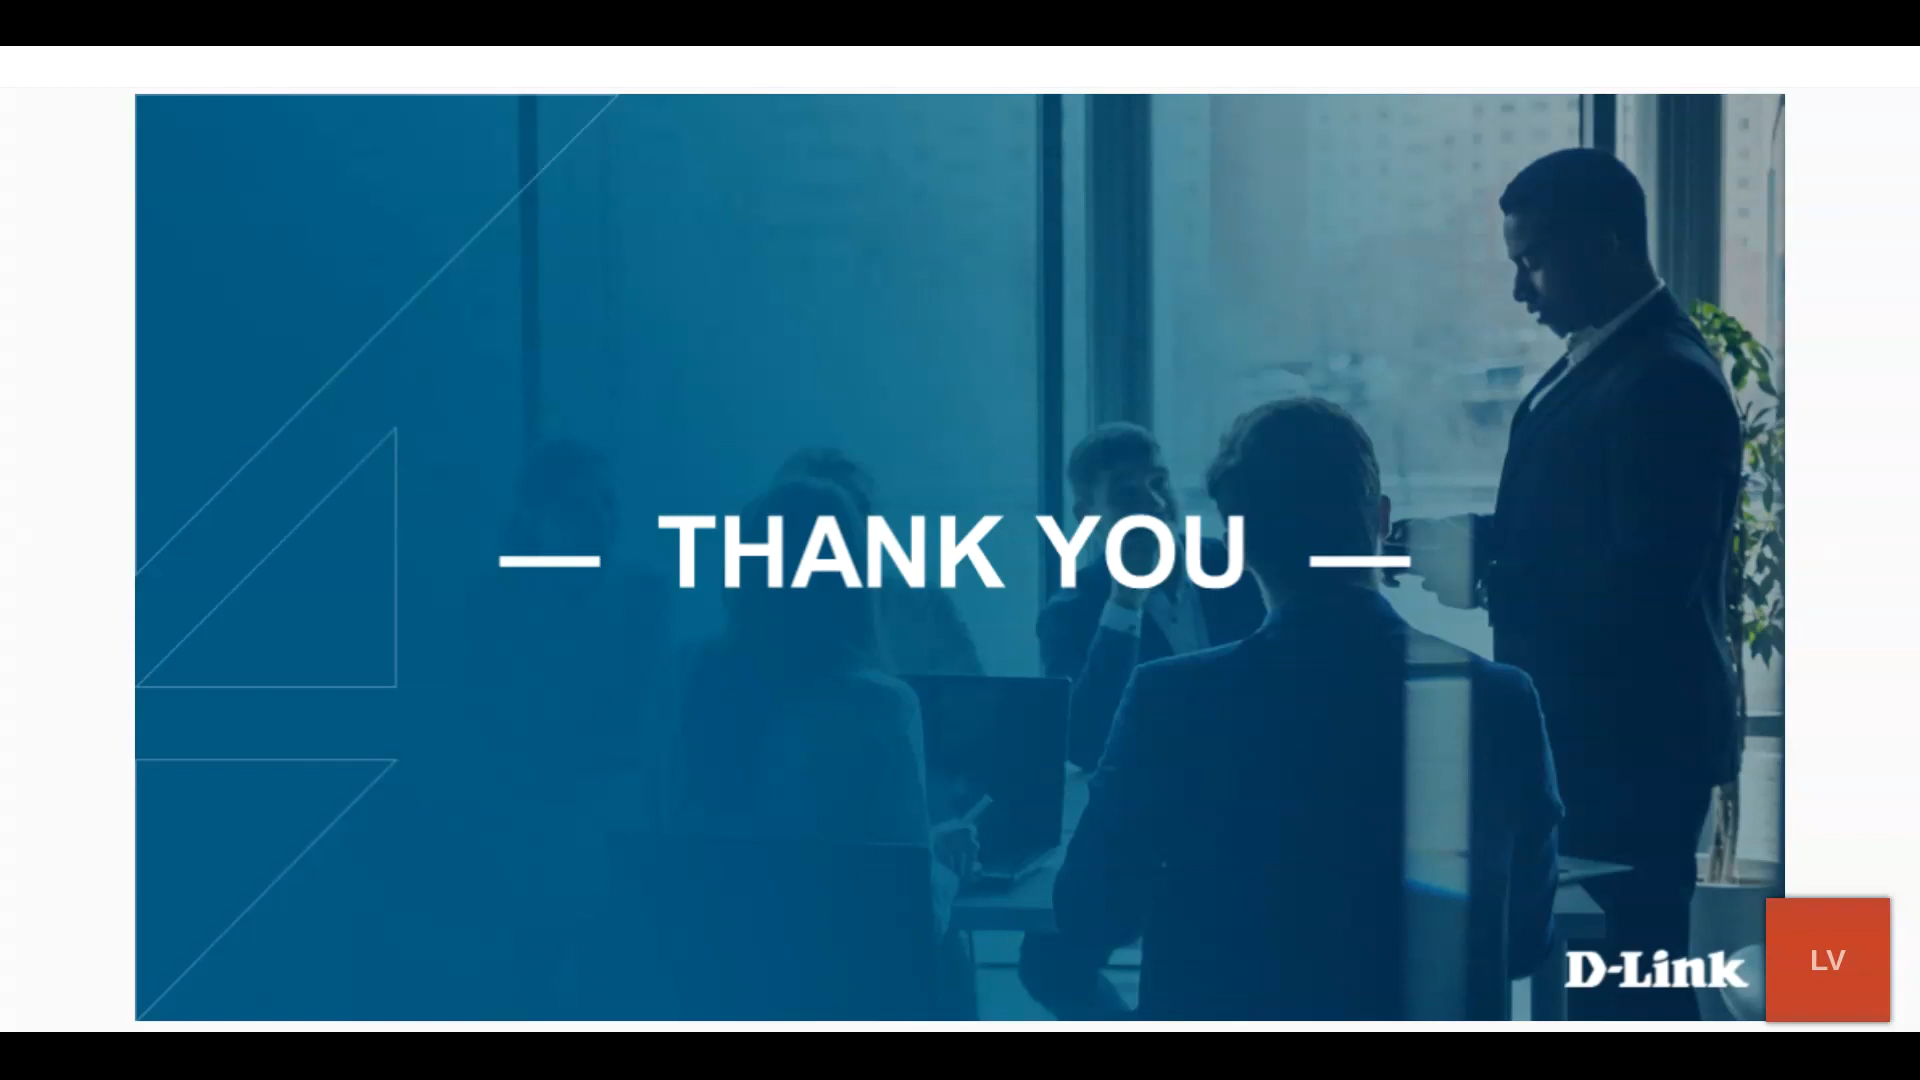 — THANK YOU —
D-Link
LV